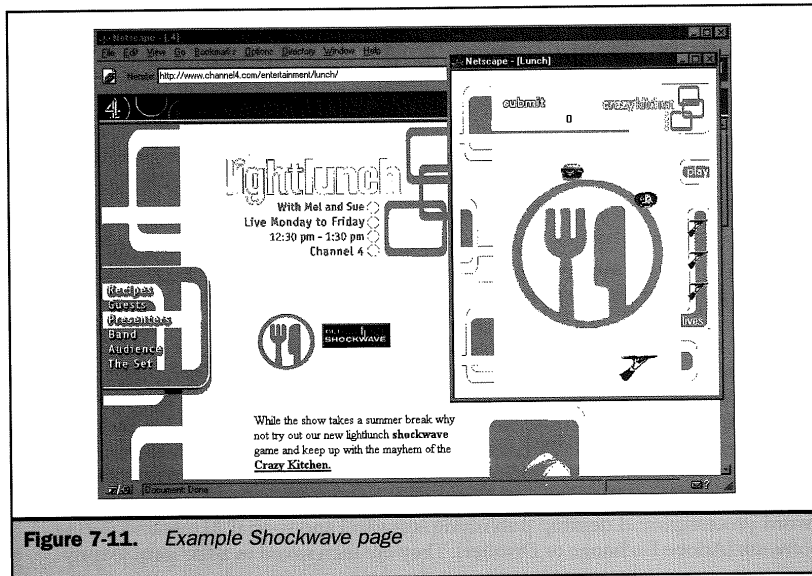 Netscape - [4]
File Edit View Go Bookmarks Options Directory Window Help
http://www.channel4.com/entertainment/lunch/
4
lightlunch
With Mel and Sue
Live Monday to Friday
12:30 pm - 1:30 pm
Channel 4
Recipes
Guests
Presenters
Band
Audience
The Set
SHOCKWAVE
While the show takes a summer break why
not try out our new lightlunch shockwave
game and keep up with the mayhem of the
Crazy Kitchen.
Document: Done
Netscape - [Lunch]
submit
crazy kitchen
0
play
lives
Figure 7-11. Example Shockwave page